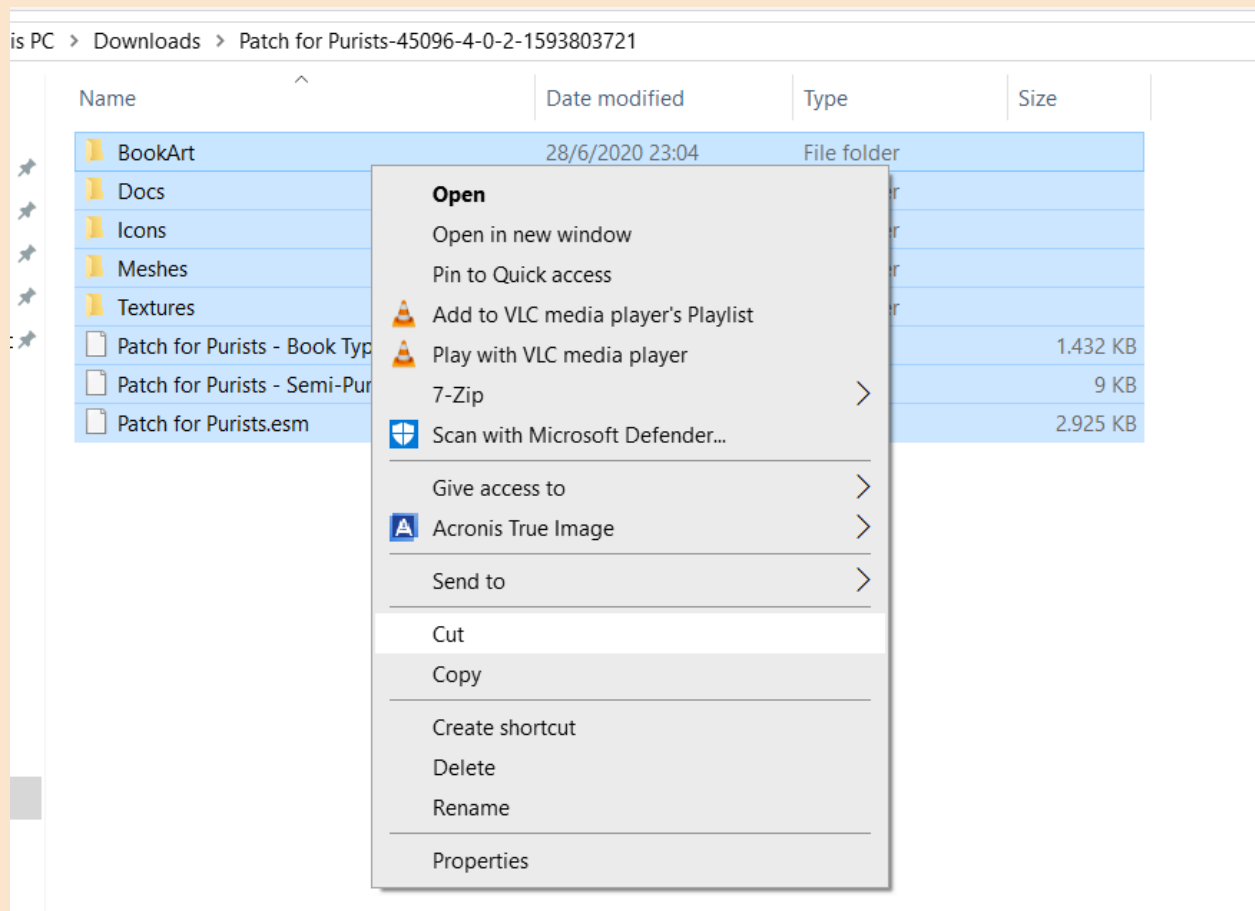 is PC > Downloads > Patch for Purists-45096-4-0-2-1593803721
Name Date modified Type Size
BookArt 28/6/2020 23:04 File folder
Docs
Icons
Meshes
Textures
Patch for Purists - Book Typ 1.432 KB
Patch for Purists - Semi-Pur 9 KB
Patch for Purists.esm 2.925 KB
Open
Open in new window
Pin to Quick access
Add to VLC media player's Playlist
Play with VLC media player
7-Zip
Scan with Microsoft Defender...
Give access to
Acronis True Image
Send to
Cut
Copy
Create shortcut
Delete
Rename
Properties